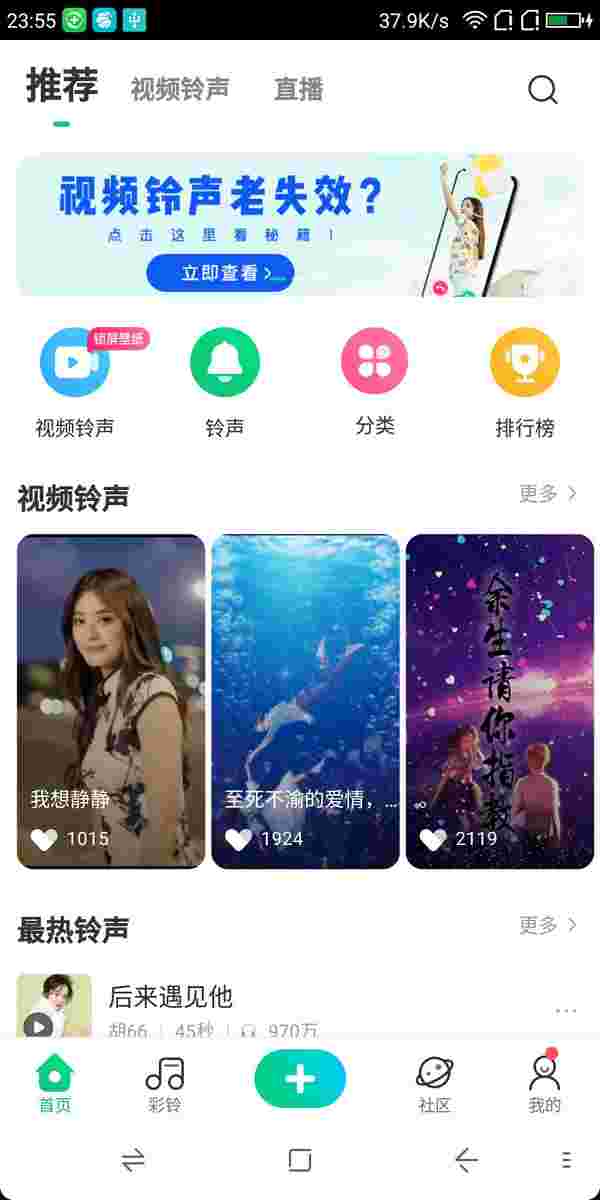 23:55
37.9K/s
推荐
视频铃声
直播
视频铃声老失效？
点击这里看秘籍！
立即查看
锁屏壁纸
视频铃声
铃声
分类
排行榜
视频铃声
更多
余生请你指教
我想静静
至死不渝的爱情，...
1015
1924
2119
最热铃声
更多
后来遇见他
胡66 | 45秒 | 970万
首页
彩铃
社区
我的